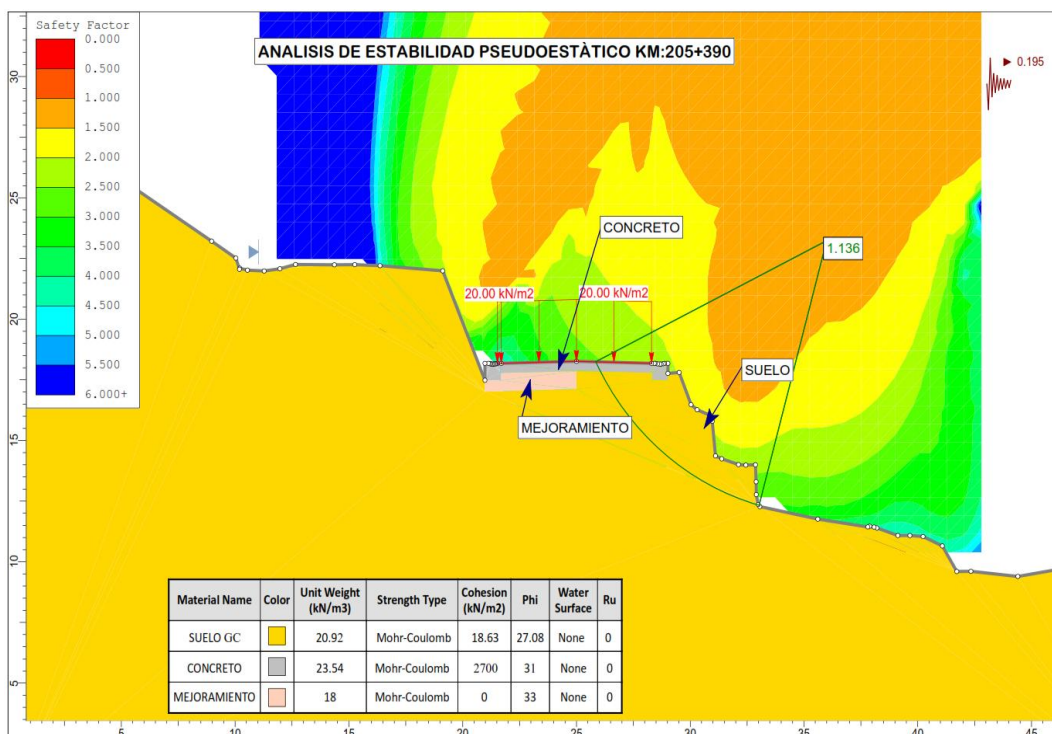 Safety Factor
0.000
0.500
1.000
1.500
2.000
2.500
3.000
3.500
4.000
4.500
5.000
5.500
6.000+
ANALISIS DE ESTABILIDAD PSEUDOESTÀTICO KM:205+390
0.195
CONCRETO
1.136
20.00 kN/m2
20.00 kN/m2
SUELO
MEJORAMIENTO
Material Name Color Unit Weight (kN/m3) Strength Type Cohesion (kN/m2) Phi Water Surface Ru
SUELO GC 20.92 Mohr-Coulomb 18.63 27.08 None 0
CONCRETO 23.54 Mohr-Coulomb 2700 31 None 0
MEJORAMIENTO 18 Mohr-Coulomb 0 33 None 0
30
25
20
15
10
5
5 10 15 20 25 30 35 40 45